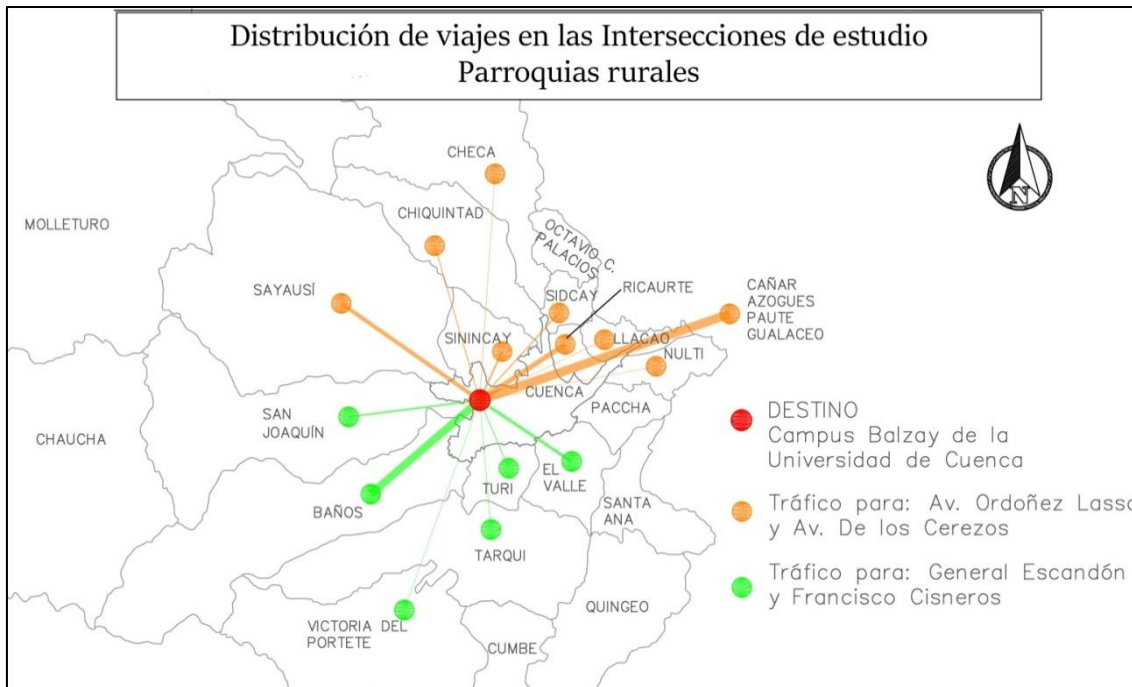 Distribución de viajes en las Intersecciones de estudio
Parroquias rurales
CHECA
CHIQUINTAD
MOLLETURO
OCTAVIO C.
PALACIOS
SAYAUSÍ
SIDCAY
RICAURTE
CAÑAR
AZOGUES
PAUTE
GUALACEO
SININCAY
LLACAO
NULTI
CUENCA
PACCHA
SAN
JOAQUÍN
CHAUCHA
BAÑOS
TURI
EL
VALLE
SANTA
ANA
TARQUI
QUINGEO
VICTORIA DEL
PORTETE
CUMBE
N
DESTINO
Campus Balzay de la
Universidad de Cuenca
Tráfico para: Av. Ordoñez Lasso
y Av. De los Cerezos
Tráfico para: General Escandón
y Francisco Cisneros